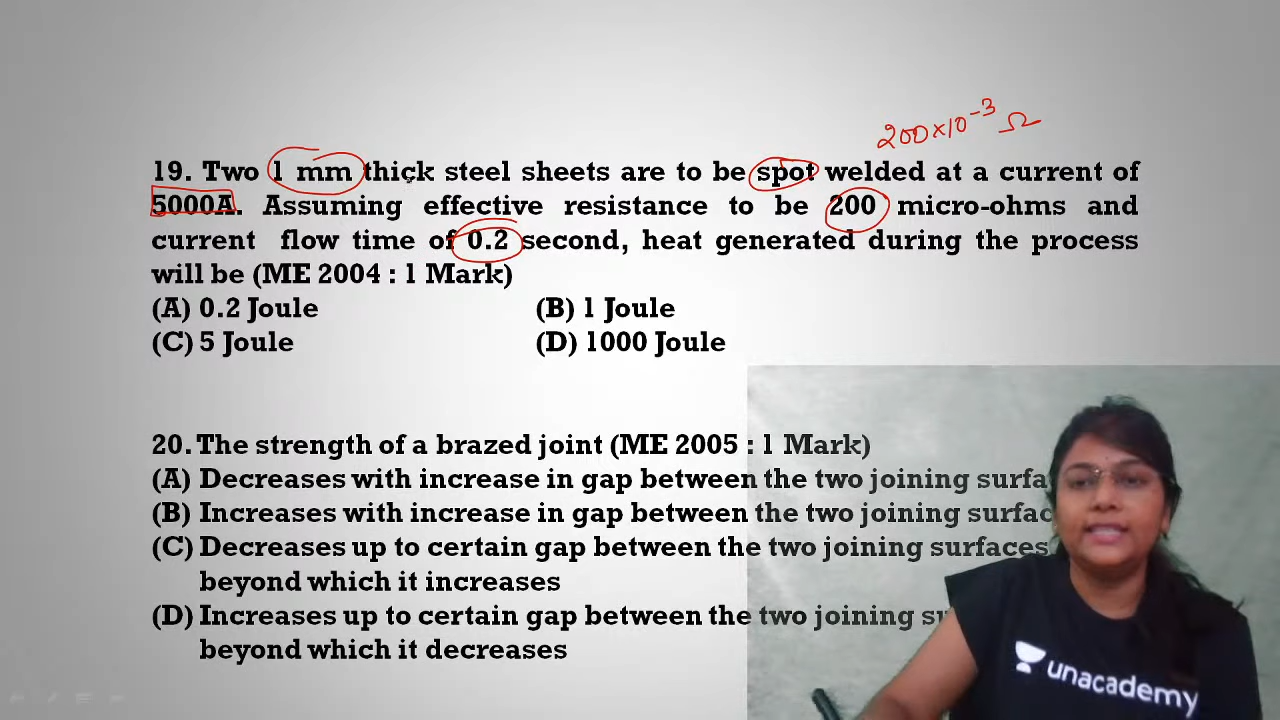 200×10⁻³ Ω
19. Two 1 mm thick steel sheets are to be spot welded at a current of
5000A. Assuming effective resistance to be 200 micro-ohms and
current flow time of 0.2 second, heat generated during the process
will be (ME 2004 : 1 Mark)
(A) 0.2 Joule (B) 1 Joule
(C) 5 Joule (D) 1000 Joule
20. The strength of a brazed joint (ME 2005 : 1 Mark)
(A) Decreases with increase in gap between the two joining
(B) Increases with increase in gap between the two joining
(C) Decreases up to certain gap between the two joining surfaces
beyond which it increases
(D) Increases up to certain gap between the two joining
beyond which it decreases
unacademy